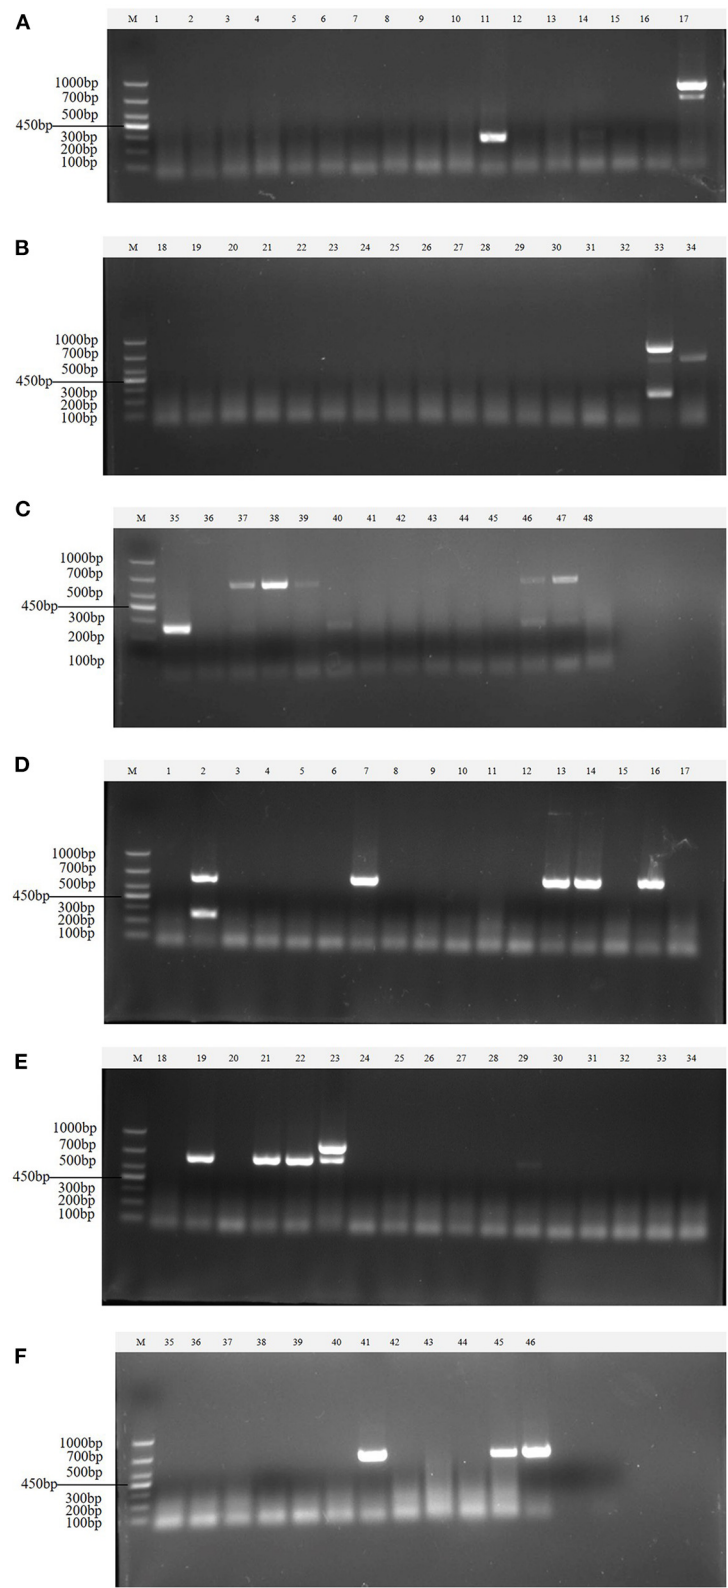 A
M 1 2 3 4 5 6 7 8 9 10 11 12 13 14 15 16 17
1000bp
700bp
500bp
450bp
300bp
200bp
100bp
B
M 18 19 20 21 22 23 24 25 26 27 28 29 30 31 32 33 34
1000bp
700bp
500bp
450bp
300bp
200bp
100bp
C
M 35 36 37 38 39 40 41 42 43 44 45 46 47 48
1000bp
700bp
500bp
450bp
300bp
200bp
100bp
D
M 1 2 3 4 5 6 7 8 9 10 11 12 13 14 15 16 17
1000bp
700bp
500bp
450bp
300bp
200bp
100bp
E
M 18 19 20 21 22 23 24 25 26 27 28 29 30 31 32 33 34
1000bp
700bp
500bp
450bp
300bp
200bp
100bp
F
M 35 36 37 38 39 40 41 42 43 44 45 46
1000bp
700bp
500bp
450bp
300bp
200bp
100bp